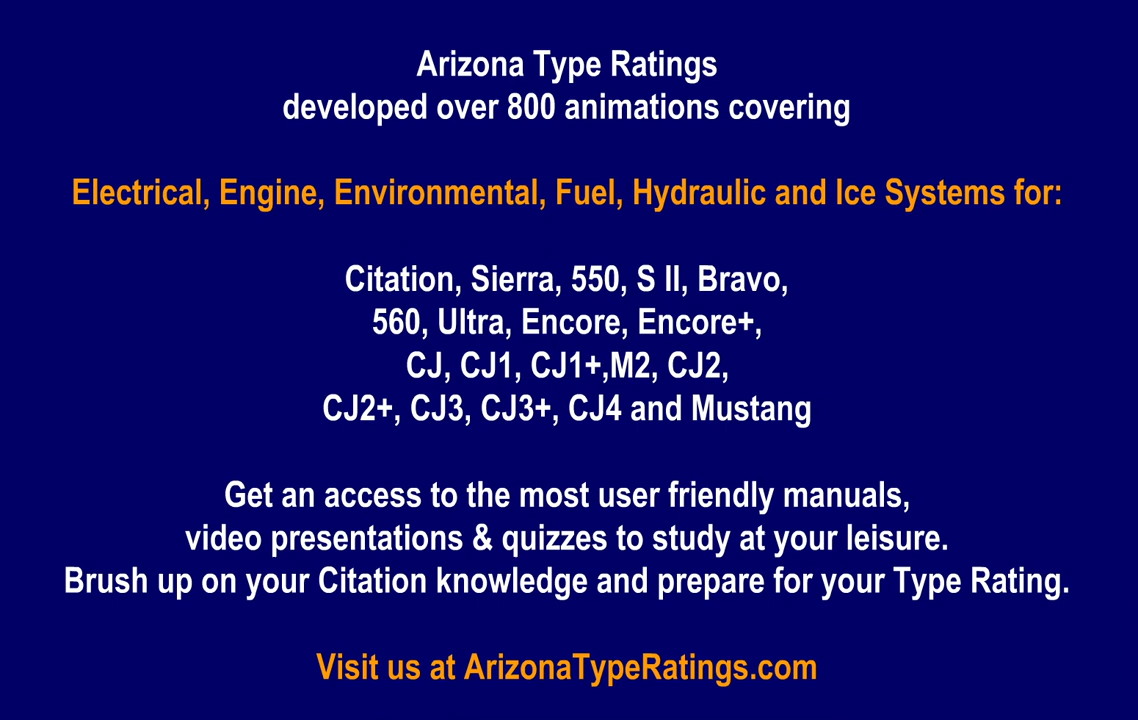 Arizona Type Ratings
developed over 800 animations covering
Electrical, Engine, Environmental, Fuel, Hydraulic and Ice Systems for:
Citation, Sierra, 550, S II, Bravo,
560, Ultra, Encore, Encore+,
CJ, CJ1, CJ1+,M2, CJ2,
CJ2+, CJ3, CJ3+, CJ4 and Mustang
Get an access to the most user friendly manuals,
video presentations & quizzes to study at your leisure.
Brush up on your Citation knowledge and prepare for your Type Rating.
Visit us at ArizonaTypeRatings.com